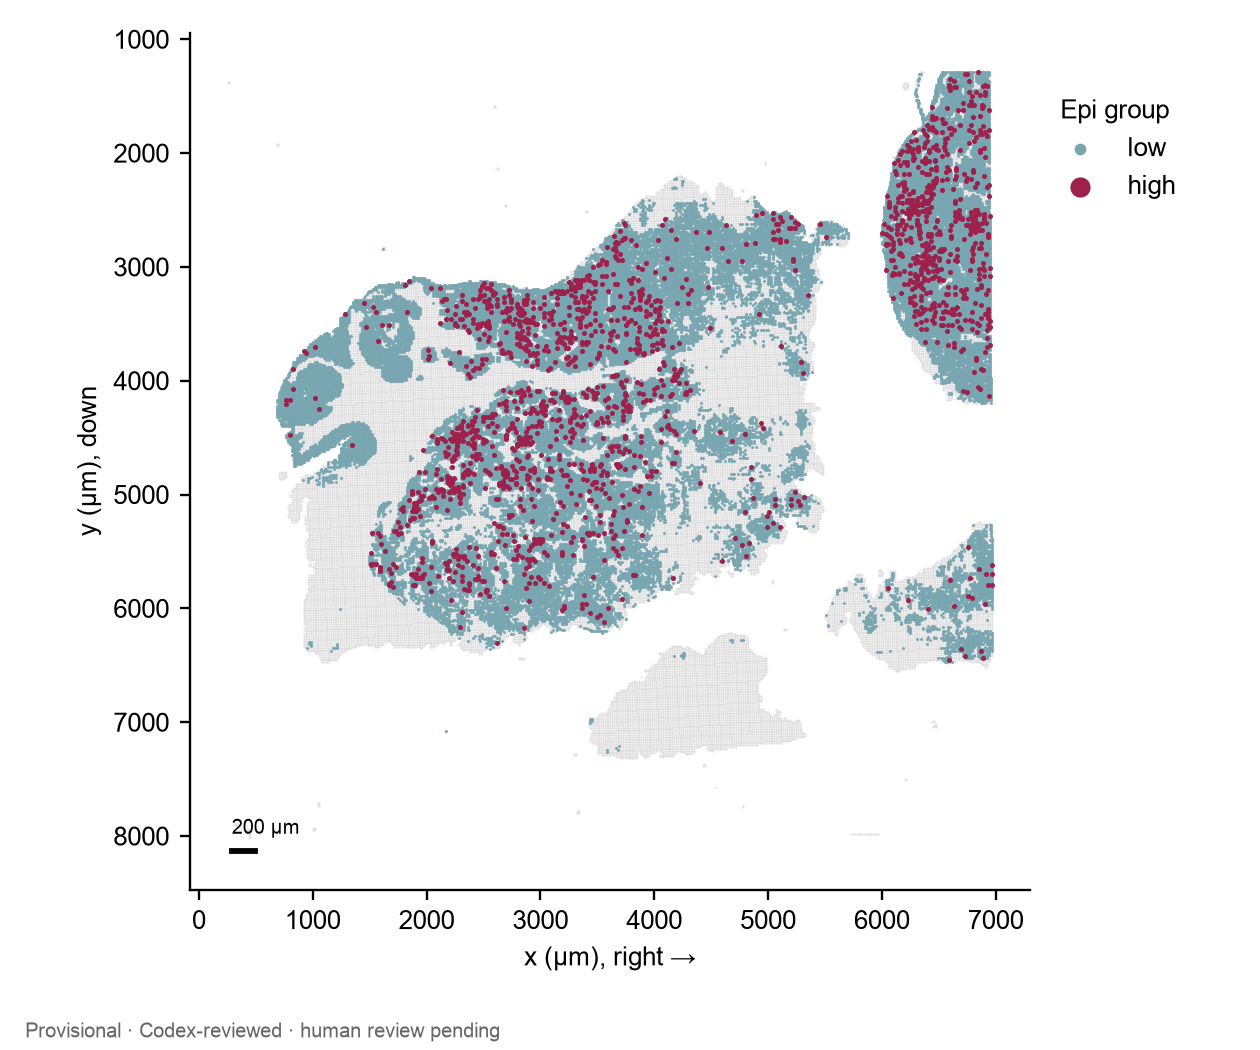 Epi group
low
high
1000
2000
3000
4000
5000
6000
7000
8000
y (μm), down
200 μm
0 1000 2000 3000 4000 5000 6000 7000
x (μm), right →
Provisional · Codex-reviewed · human review pending